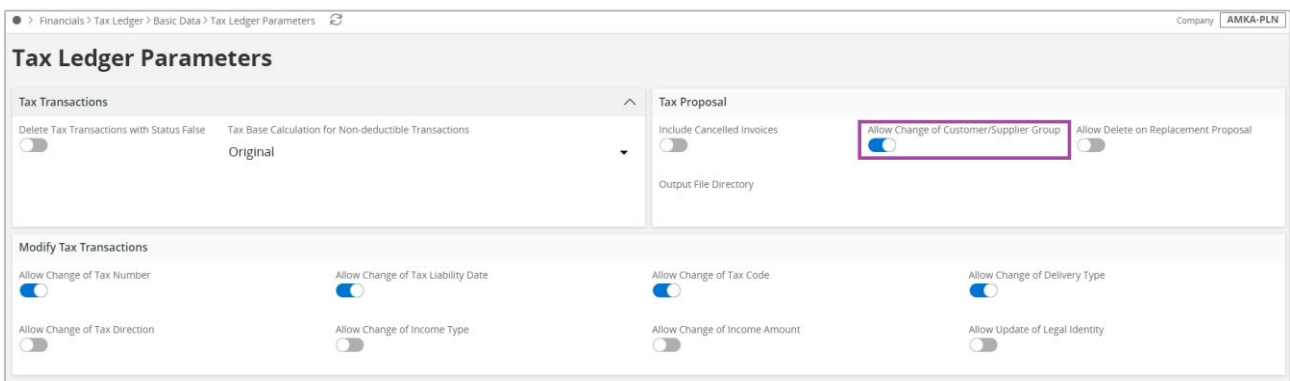 > Financials > Tax Ledger > Basic Data > Tax Ledger Parameters
Company AMKA-PLN
Tax Ledger Parameters
Tax Transactions
Delete Tax Transactions with Status False
Tax Base Calculation for Non-deductible Transactions
Original
Tax Proposal
Include Cancelled Invoices
Allow Change of Customer/Supplier Group
Allow Delete on Replacement Proposal
Output File Directory
Modify Tax Transactions
Allow Change of Tax Number
Allow Change of Tax Liability Date
Allow Change of Tax Code
Allow Change of Delivery Type
Allow Change of Tax Direction
Allow Change of Income Type
Allow Change of Income Amount
Allow Update of Legal Identity